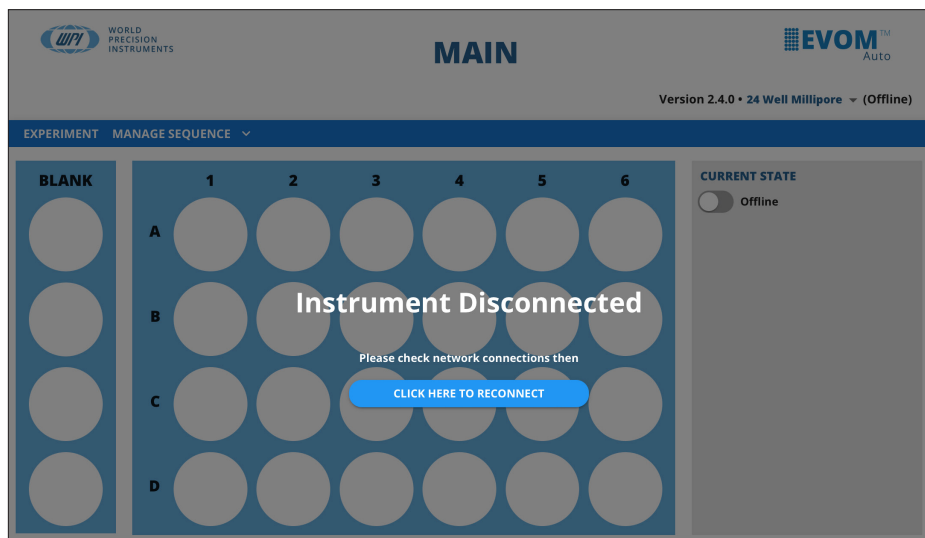 WPI
WORLD
PRECISION
INSTRUMENTS
MAIN
EVOM™
Auto
Version 2.4.0 • 24 Well Millipore (Offline)
EXPERIMENT MANAGE SEQUENCE
BLANK
1 2 3 4 5 6
CURRENT STATE
Offline
A
Instrument Disconnected
B
Please check network connections then
CLICK HERE TO RECONNECT
C
D